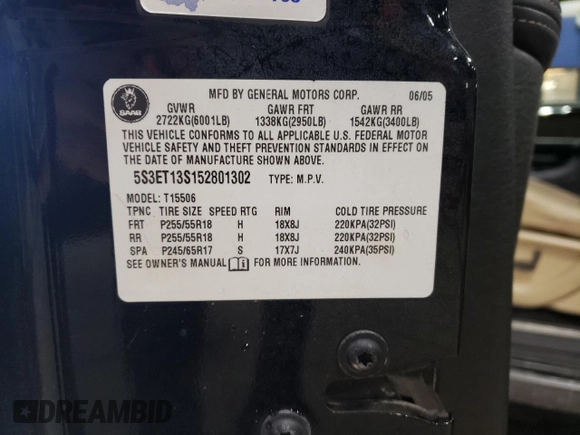 SAAB
MFD BY GENERAL MOTORS CORP. 06/05
GVWR GAWR FRT GAWR RR
2722KG(6001LB) 1338KG(2950LB) 1542KG(3400LB)
THIS VEHICLE CONFORMS TO ALL APPLICABLE U.S. FEDERAL MOTOR
VEHICLE SAFETY AND THEFT PREVENTION STANDARDS IN EFFECT ON
THE DATE OF MANUFACTURE SHOWN ABOVE.
5S3ET13S152801302 TYPE: M.P.V.
MODEL: T15506
TPNC TIRE SIZE SPEED RTG RIM COLD TIRE PRESSURE
FRT P255/55R18 H 18X8J 220KPA(32PSI)
RR P255/55R18 H 18X8J 220KPA(32PSI)
SPA P245/65R17 S 17X7J 240KPA(35PSI)
SEE OWNER'S MANUAL FOR MORE INFORMATION.
DREAMBID